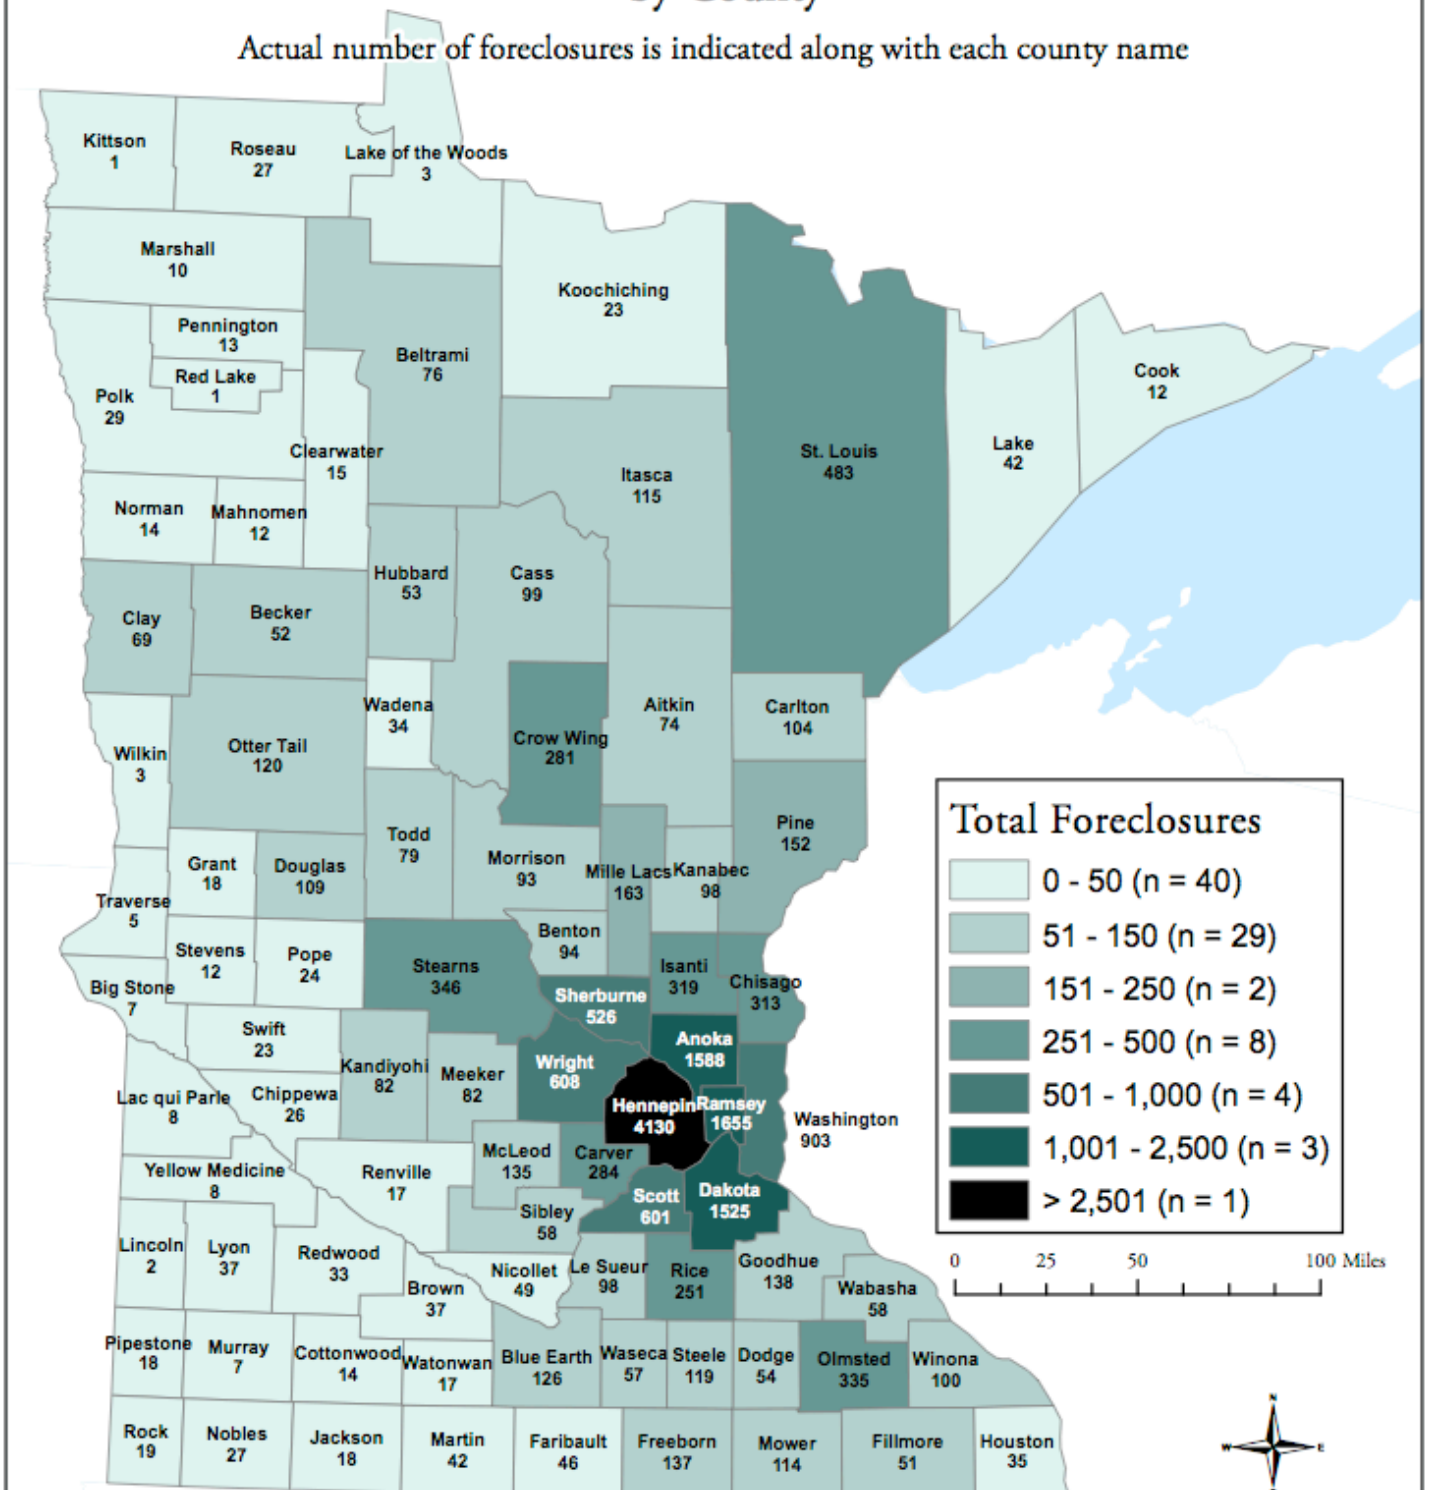 By County
Actual number of foreclosures is indicated along with each county name
Kittson
1
Roseau
27
Lake of the Woods
3
Marshall
10
Koochiching
23
Pennington
13
Red Lake
1
Polk
29
Beltrami
76
Clearwater
15
Itasca
115
St. Louis
483
Lake
42
Cook
12
Norman
14
Mahnomen
12
Hubbard
53
Cass
99
Clay
69
Becker
52
Wadena
34
Crow Wing
281
Aitkin
74
Carlton
104
Wilkin
3
Otter Tail
120
Todd
79
Morrison
93
Mille Lacs
163
Kanabec
98
Pine
152
Grant
18
Douglas
109
Traverse
5
Stevens
12
Pope
24
Stearns
346
Benton
94
Isanti
319
Chisago
313
Big Stone
7
Sherburne
526
Swift
23
Kandiyohi
82
Meeker
82
Wright
608
Anoka
1588
Lac qui Parle
8
Chippewa
26
Hennepin
4130
Ramsey
1655
Washington
903
McLeod
135
Carver
284
Yellow Medicine
8
Renville
17
Scott
601
Dakota
1525
Sibley
58
Lincoln
2
Lyon
37
Redwood
33
Brown
37
Nicollet
49
Le Sueur
98
Rice
251
Goodhue
138
Wabasha
58
Pipestone
18
Murray
7
Cottonwood
14
Watonwan
17
Blue Earth
126
Waseca
57
Steele
119
Dodge
54
Olmsted
335
Winona
100
Rock
19
Nobles
27
Jackson
18
Martin
42
Faribault
46
Freeborn
137
Mower
114
Fillmore
51
Houston
35
Total Foreclosures
0 - 50 (n = 40)
51 - 150 (n = 29)
151 - 250 (n = 2)
251 - 500 (n = 8)
501 - 1,000 (n = 4)
1,001 - 2,500 (n = 3)
> 2,501 (n = 1)
0 25 50 100 Miles
N
W E